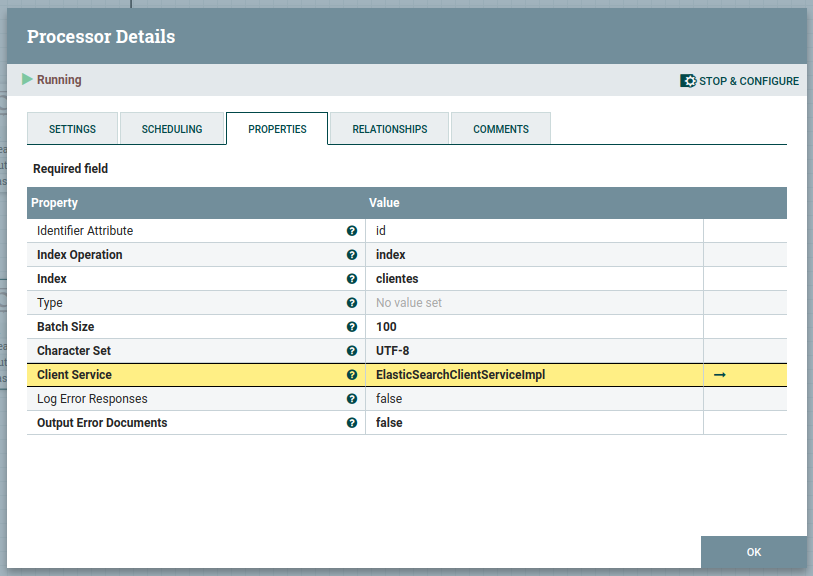 Processor Details
Running
STOP & CONFIGURE
SETTINGS SCHEDULING PROPERTIES RELATIONSHIPS COMMENTS
Required field
Property Value
Identifier Attribute id
Index Operation index
Index clientes
Type No value set
Batch Size 100
Character Set UTF-8
Client Service ElasticSearchClientServiceImpl
Log Error Responses false
Output Error Documents false
OK